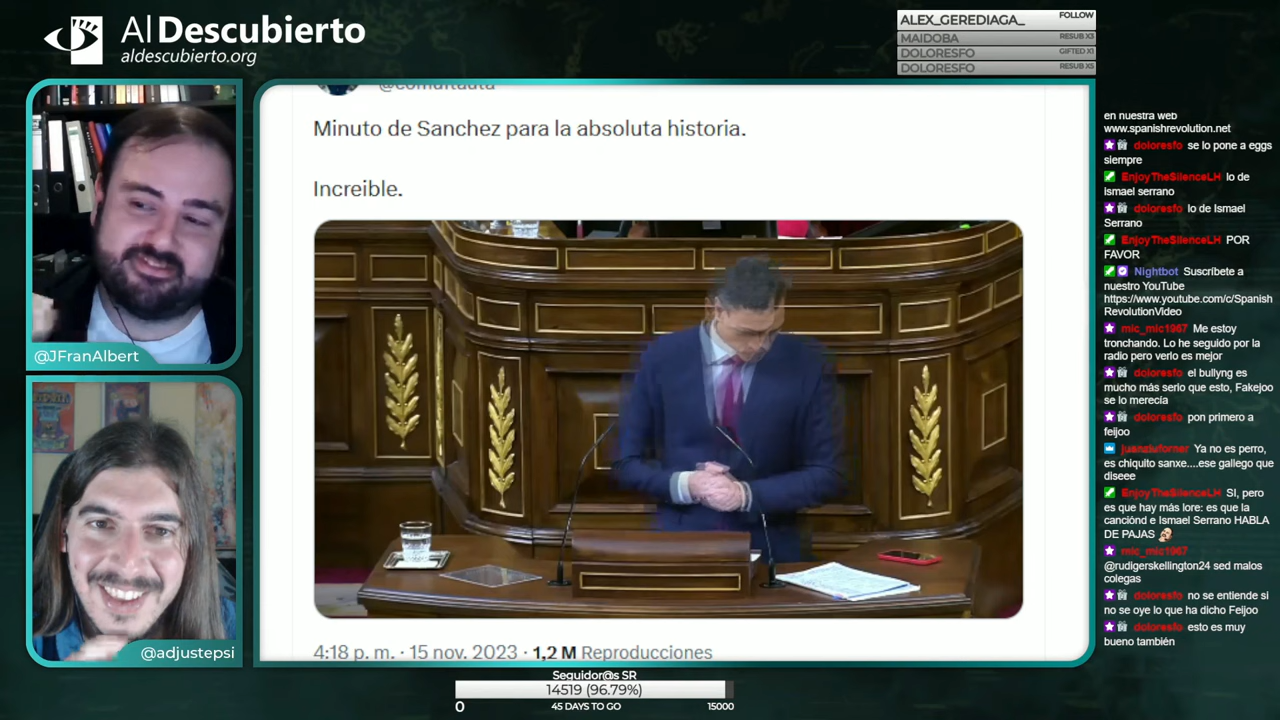 Al Descubierto
aldescubierto.org
ALEX_GEREDIAGA_ FOLLOW
MAIDOBA RESUB X3
DOLORESFO GIFTED X1
DOLORESFO RESUB X5
@JFranAlbert
@adjustepsi
@comultauta
Minuto de Sanchez para la absoluta historia.
Increible.
4:18 p. m. · 15 nov. 2023 · 1,2 M Reproducciones
en nuestra web
www.spanishrevolution.net
doloresfo se lo pone a eggs
siempre
EnjoyTheSilenceLH lo de
ismael serrano
doloresfo lo de Ismael
Serrano
EnjoyTheSilenceLH POR
FAVOR
Nightbot Suscríbete a
nuestro YouTube
https://www.youtube.com/c/Spanish
RevolutionVideo
mic_mic1967 Me estoy
tronchando. Lo he seguido por la
radio pero verlo es mejor
doloresfo el bullyng es
mucho más serio que esto, Fakejoo
se lo merecía
doloresfo pon primero a
feijoo
juanziuforner Ya no es perro,
es chiquito sanxe....ese gallego que
diseee
EnjoyTheSilenceLH SI, pero
es que hay más lore: es que la
canciónd e Ismael Serrano HABLA
DE PAJAS
mic_mic1967
@rudigerskellington24 sed malos
colegas
doloresfo no se entiende si
no se oye lo que ha dicho Feijoo
doloresfo esto es muy
bueno también
Seguidor@s SR
14519 (96.79%)
0 45 DAYS TO GO 15000